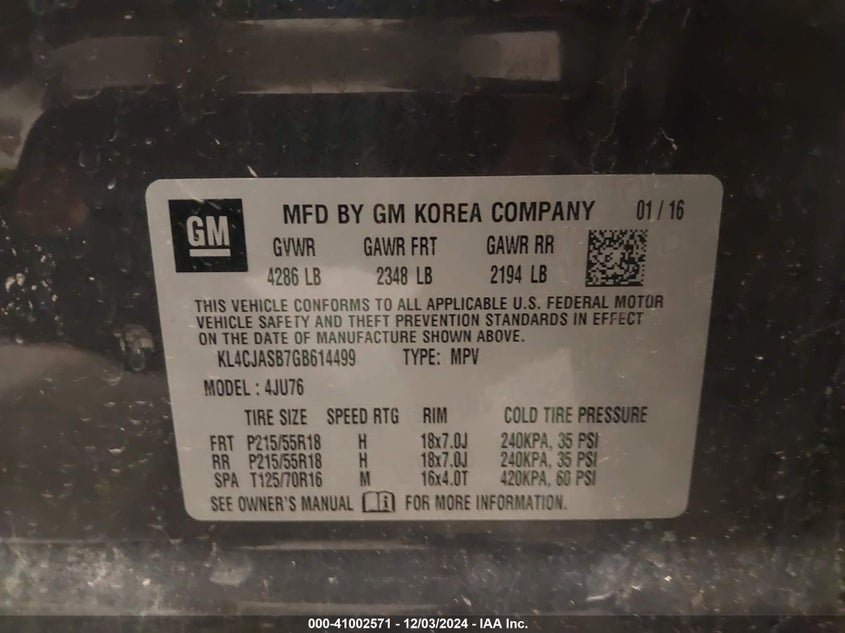 GM
MFD BY GM KOREA COMPANY 01 / 16
GVWR GAWR FRT GAWR RR
4286 LB 2348 LB 2194 LB
THIS VEHICLE CONFORMS TO ALL APPLICABLE U.S. FEDERAL MOTOR
VEHICLE SAFETY AND THEFT PREVENTION STANDARDS IN EFFECT
ON THE DATE OF MANUFACTURE SHOWN ABOVE.
KL4CJASB7GB614499 TYPE: MPV
MODEL : 4JU76
TIRE SIZE SPEED RTG RIM COLD TIRE PRESSURE
FRT P215/55R18 H 18x7.0J 240KPA, 35 PSI
RR P215/55R18 H 18x7.0J 240KPA, 35 PSI
SPA T125/70R16 M 16x4.0T 420KPA, 60 PSI
SEE OWNER'S MANUAL FOR MORE INFORMATION.
000-41002571 - 12/03/2024 - IAA Inc.